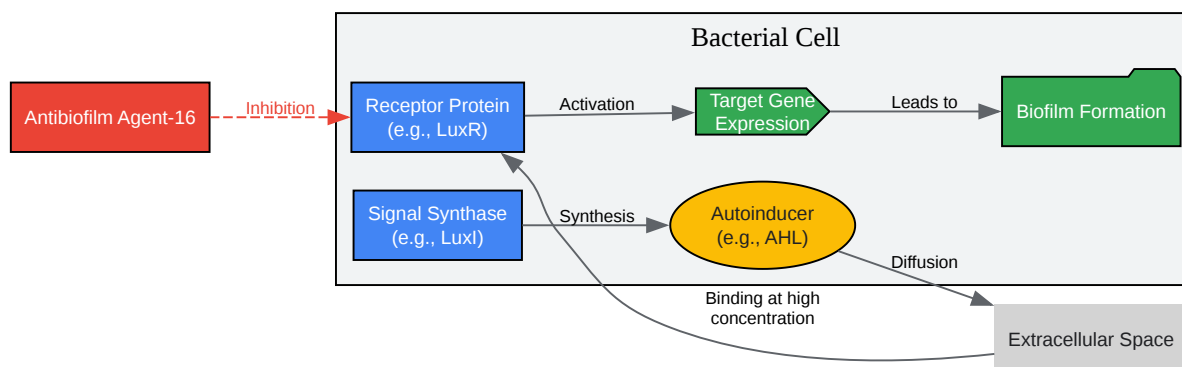 Bacterial Cell
Antibiofilm Agent-16
Inhibition
Receptor Protein
(e.g., LuxR)
Activation
Target Gene
Expression
Leads to
Biofilm Formation
Signal Synthase
(e.g., LuxI)
Synthesis
Autoinducer
(e.g., AHL)
Diffusion
Binding at high
concentration
Extracellular Space